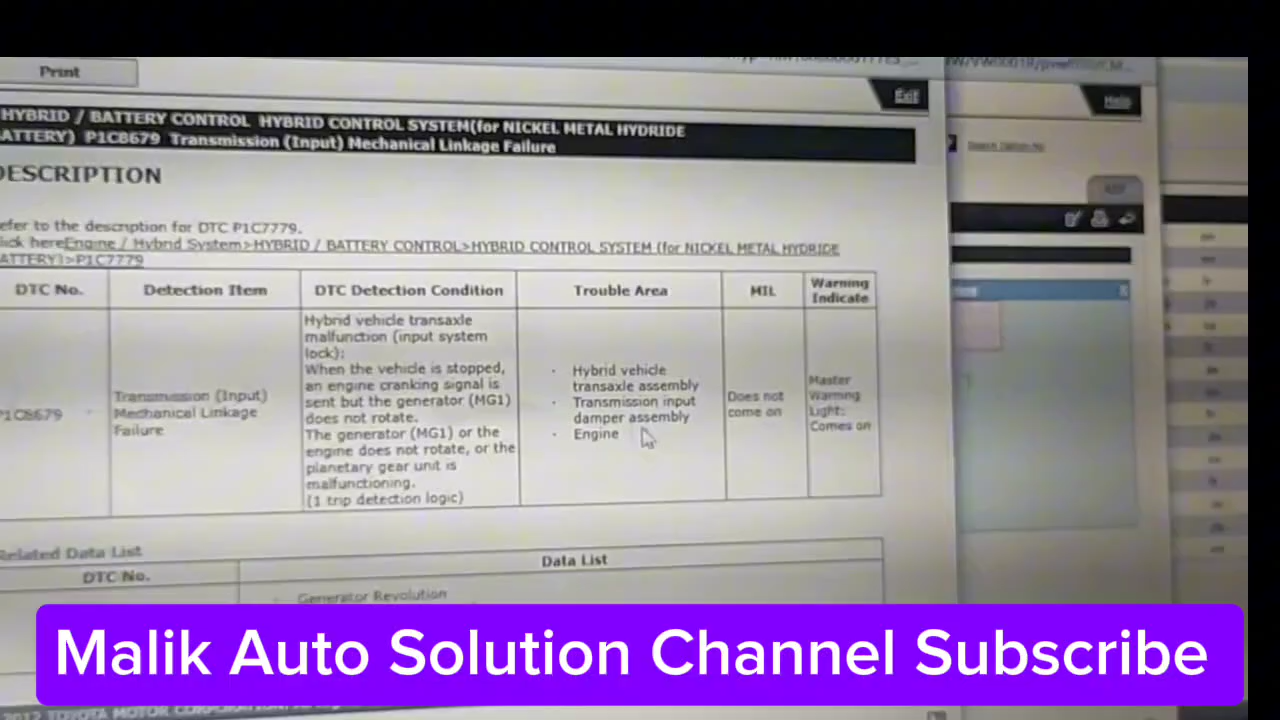 Print
Exit
Help
HYBRID / BATTERY CONTROL HYBRID CONTROL SYSTEM(for NICKEL METAL HYDRIDE
ATTERY) P1C8679 Transmission (Input) Mechanical Linkage Failure
ESCRIPTION
efer to the description for DTC P1C7779.
ick hereEngine / Hybrid System>HYBRID / BATTERY CONTROL>HYBRID CONTROL SYSTEM (for NICKEL METAL HYDRIDE
ATTERY)>P1C7779
DTC No.
Detection Item
DTC Detection Condition
Trouble Area
MIL
Warning
Indicate
P1C8679
Transmission (Input)
Mechanical Linkage
Failure
Hybrid vehicle transaxle
malfunction (input system
lock):
When the vehicle is stopped,
an engine cranking signal is
sent but the generator (MG1)
does not rotate.
The generator (MG1) or the
engine does not rotate, or the
planetary gear unit is
malfunctioning.
(1 trip detection logic)
· Hybrid vehicle
transaxle assembly
· Transmission input
damper assembly
· Engine
Does not
come on
Master
Warning
Light:
Comes on
Related Data List
DTC No.
Data List
Generator Revolution
Malik Auto Solution Channel Subscribe
2012 TOYOTA MOTOR